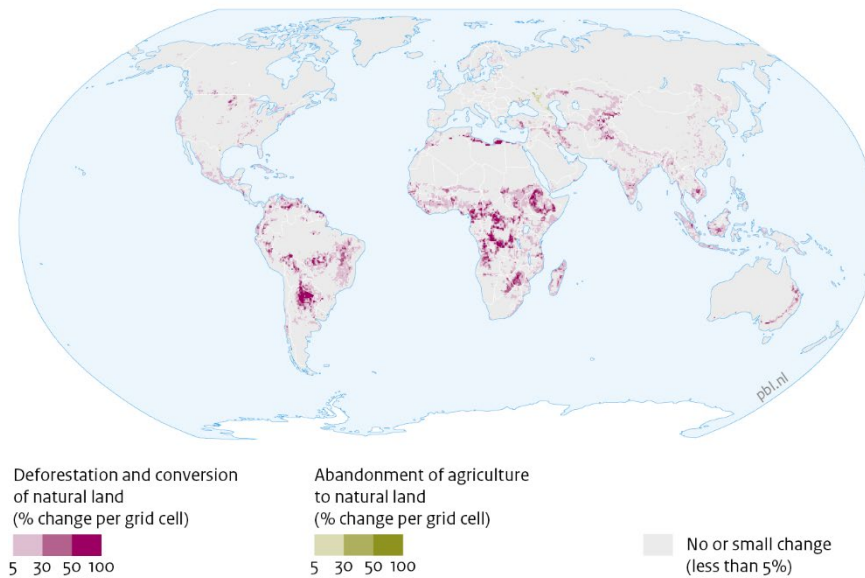 pbl.nl
Deforestation and conversion
of natural land
(% change per grid cell)
5 30 50 100
Abandonment of agriculture
to natural land
(% change per grid cell)
5 30 50 100
No or small change
(less than 5%)